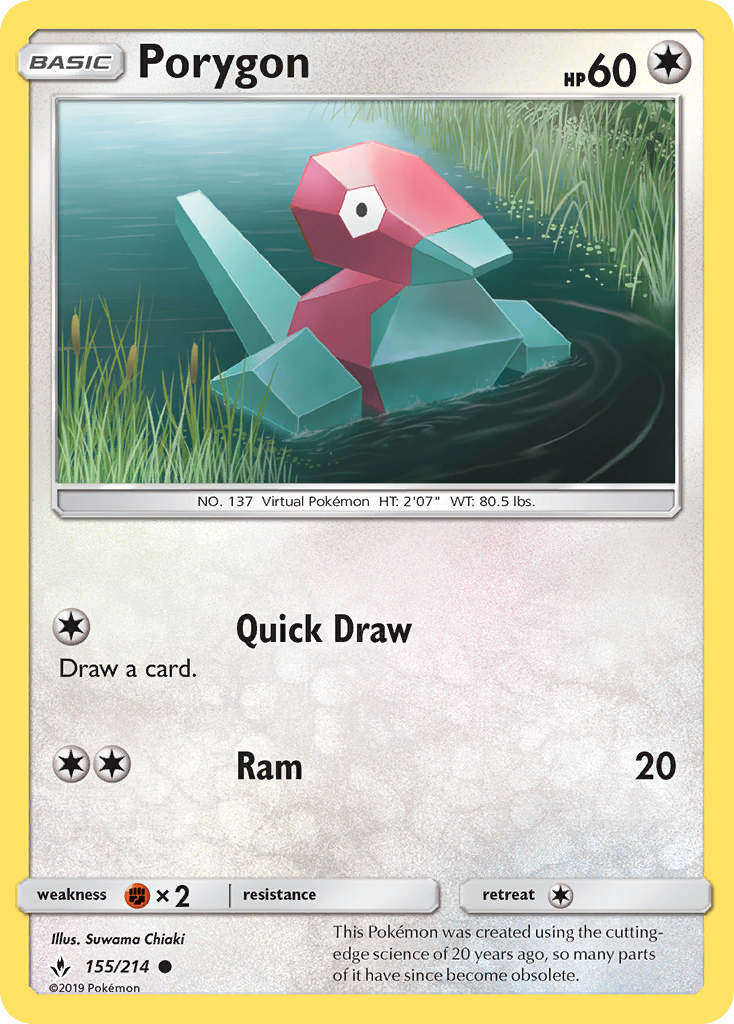 BASIC Porygon HP60
NO. 137 Virtual Pokémon HT: 2'07" WT: 80.5 lbs.
Quick Draw
Draw a card.
Ram 20
weakness ×2 resistance retreat
Illus. Suwama Chiaki
155/214
©2019 Pokémon
This Pokémon was created using the cutting-
edge science of 20 years ago, so many parts
of it have since become obsolete.